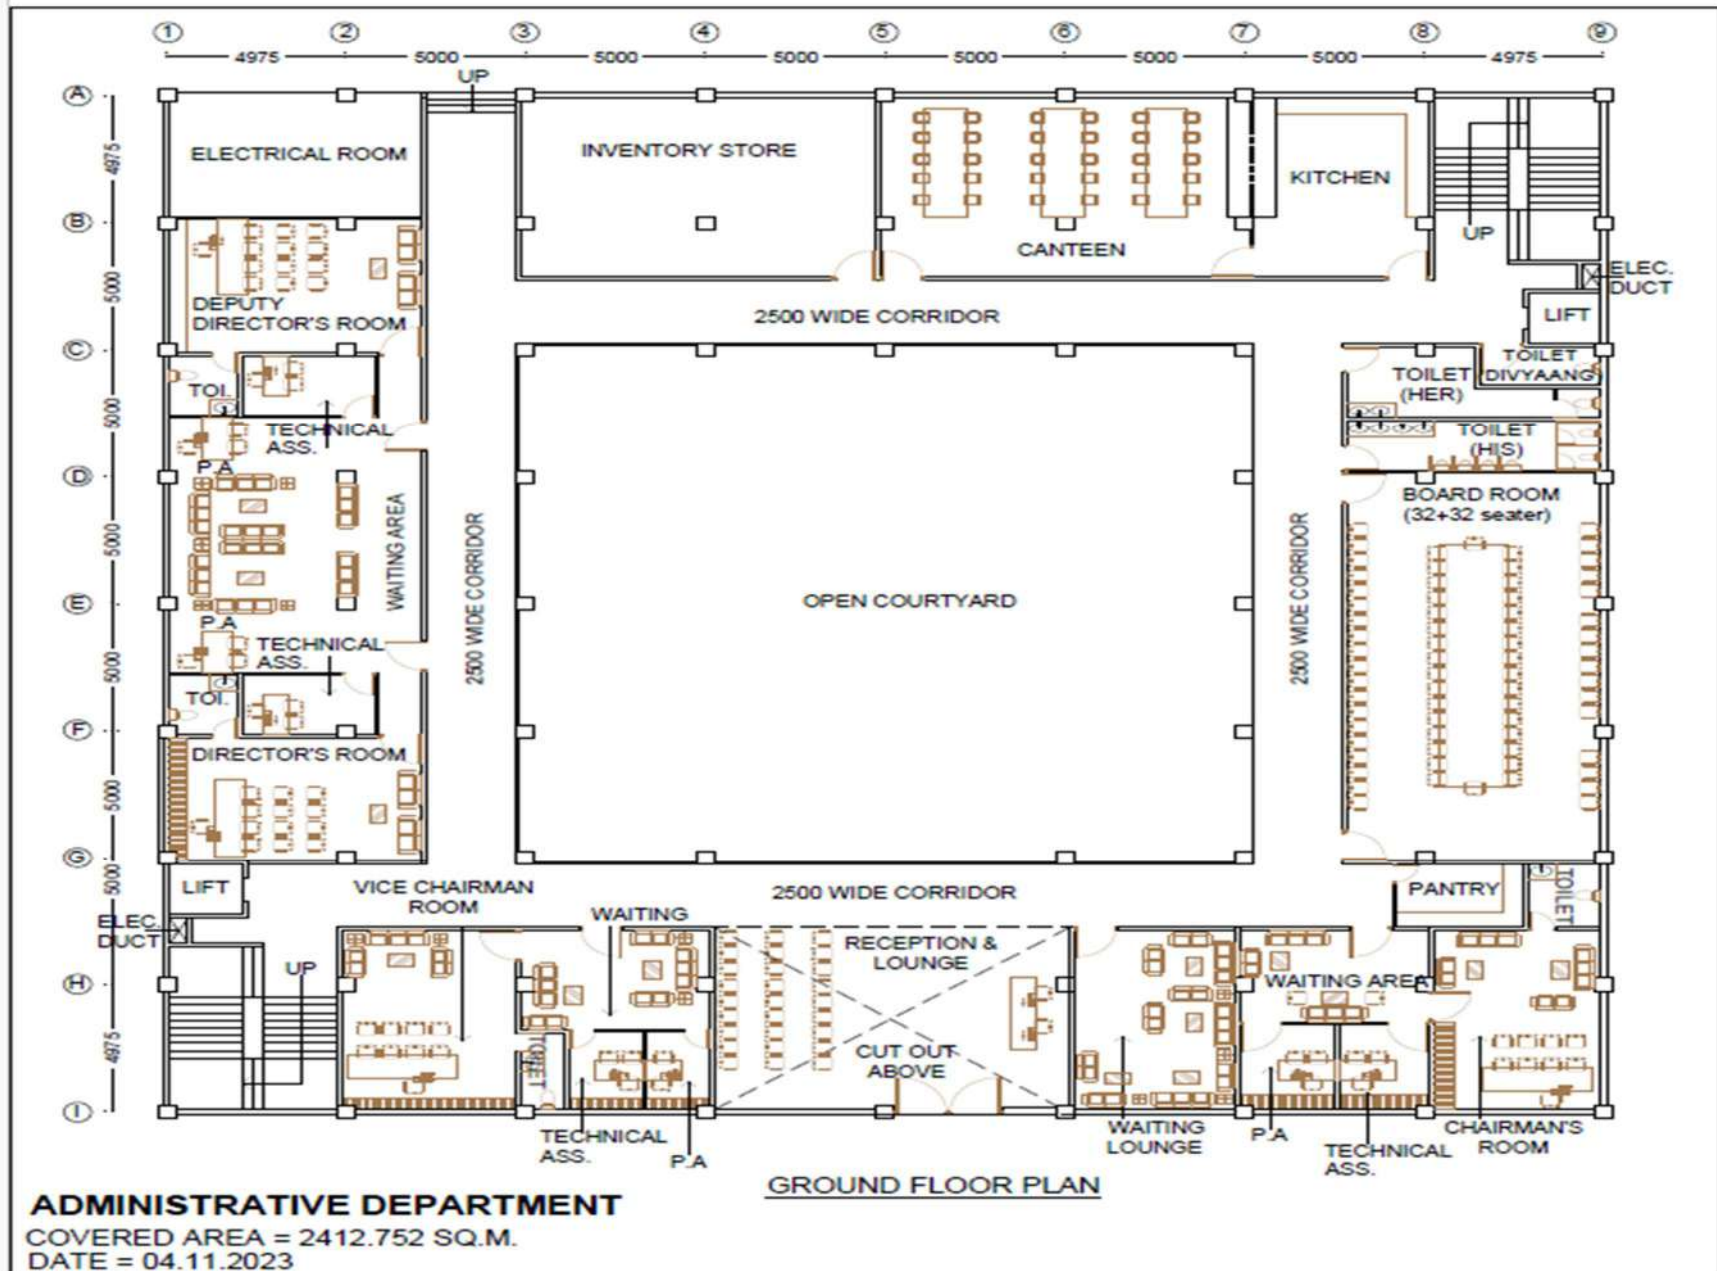 1 2 3 4 5 6 7 8 9
4975 5000 5000 5000 5000 5000 5000 4975
UP
A
4975
ELECTRICAL ROOM
INVENTORY STORE
KITCHEN
B
UP
CANTEEN
ELEC.
DUCT
5000
DEPUTY
DIRECTOR'S ROOM
2500 WIDE CORRIDOR
LIFT
C
TOILET
DIVYAANG
TOILET
(HER)
TOI.
5000
TECHNICAL
ASS.
TOILET
(HIS)
P.A
D
BOARD ROOM
(32+32 seater)
5000
WAITING AREA
2500 WIDE CORRIDOR
2500 WIDE CORRIDOR
OPEN COURTYARD
E
P.A
TECHNICAL
ASS.
5000
TOI.
F
DIRECTOR'S ROOM
5000
G
LIFT
VICE CHAIRMAN
ROOM
2500 WIDE CORRIDOR
PANTRY
TOILET
5000
WAITING
ELEC.
DUCT
RECEPTION &
LOUNGE
UP
H
WAITING AREA
4975
TOILET
CUT OUT
ABOVE
I
TECHNICAL
ASS.
P.A
WAITING
LOUNGE
P.A
TECHNICAL
ASS.
CHAIRMAN'S
ROOM
GROUND FLOOR PLAN
ADMINISTRATIVE DEPARTMENT
COVERED AREA = 2412.752 SQ.M.
DATE = 04.11.2023